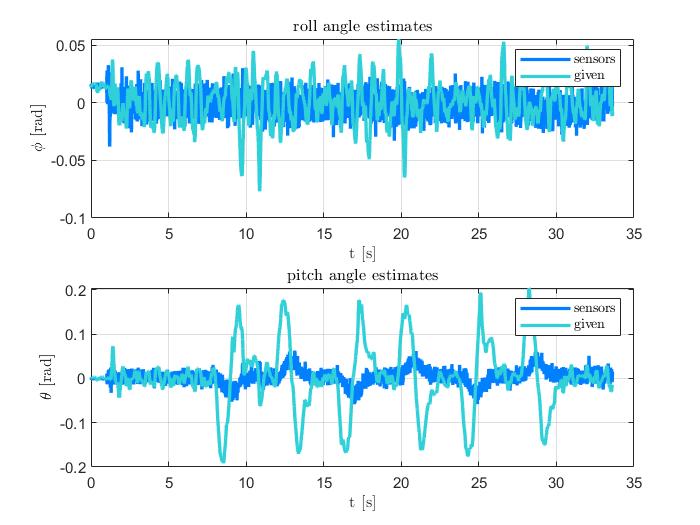 roll angle estimates
0.05
0
-0.05
-0.1
ϕ [rad]
sensors
given
0 5 10 15 20 25 30 35
t [s]
pitch angle estimates
0.2
0.1
0
-0.1
-0.2
θ [rad]
sensors
given
0 5 10 15 20 25 30 35
t [s]